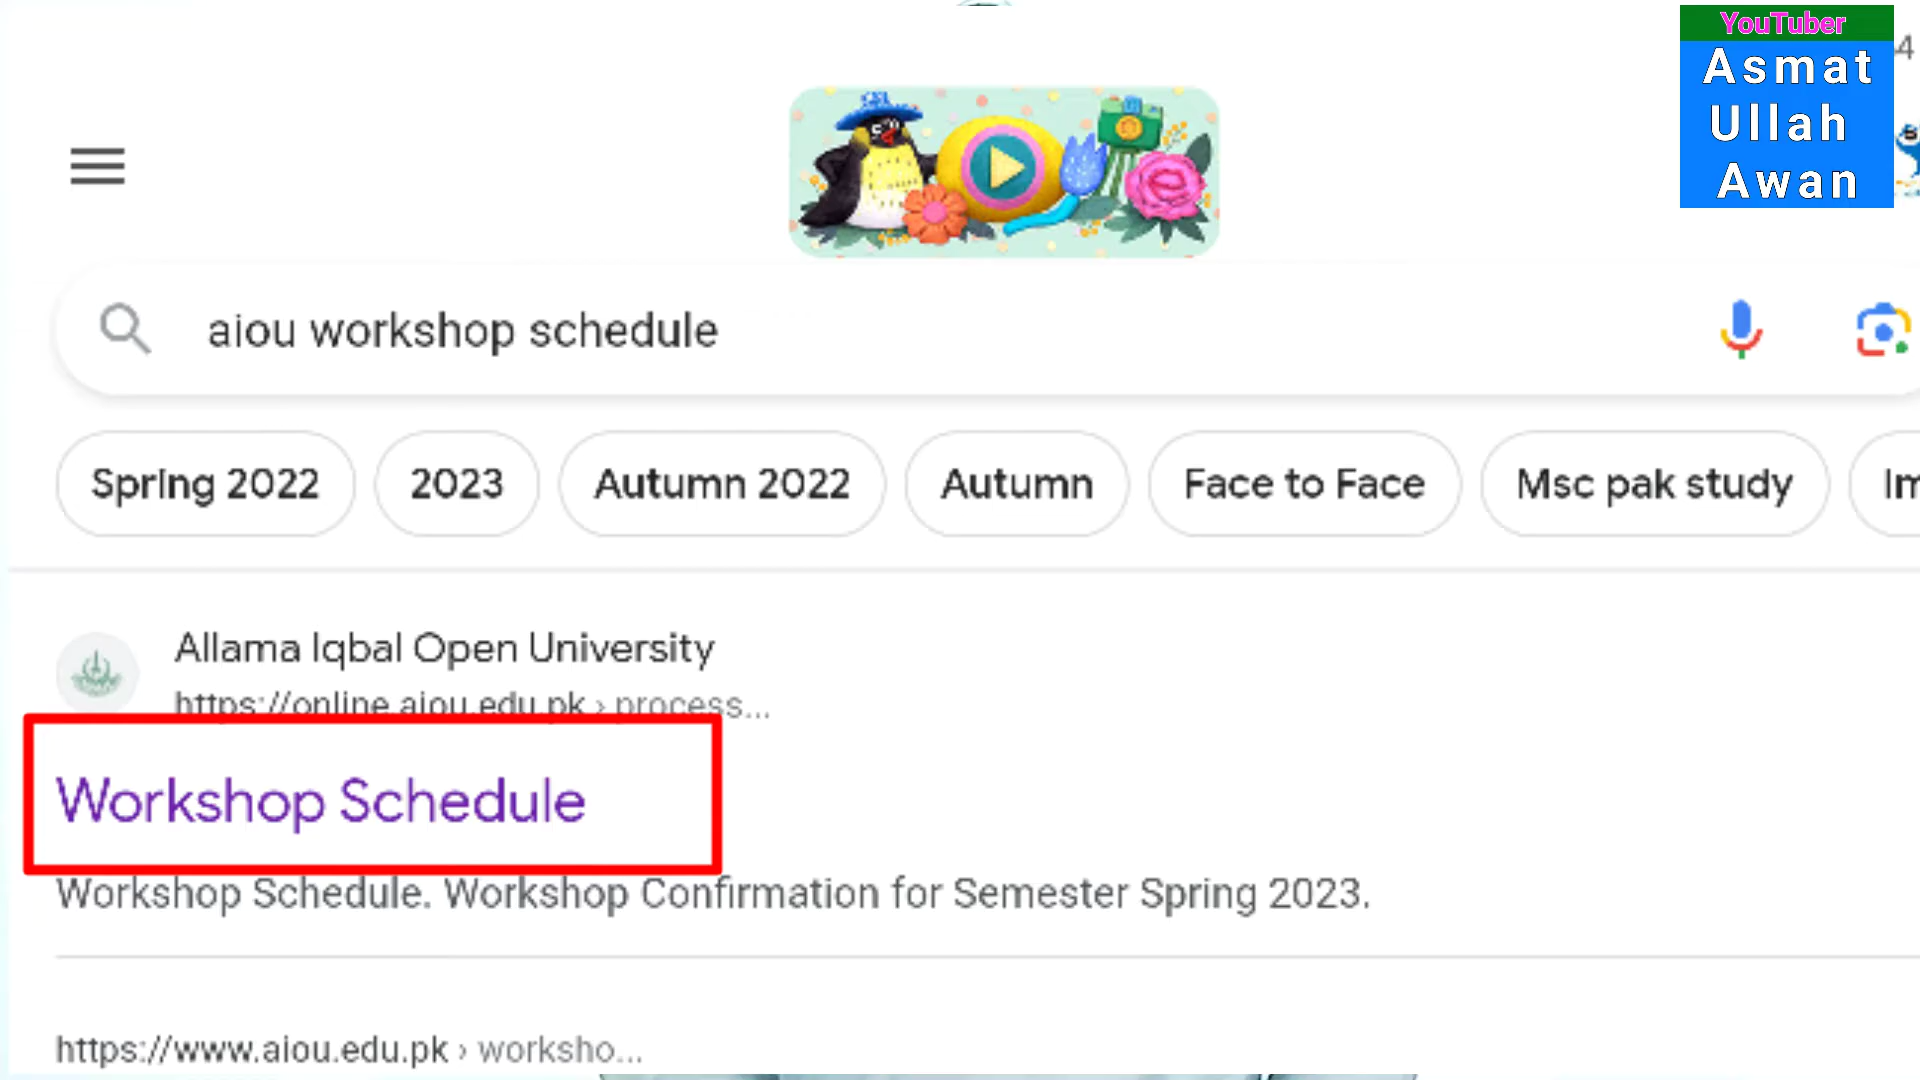 YouTuber
Asmat
Ullah
Awan
4
aiou workshop schedule
Spring 2022
2023
Autumn 2022
Autumn
Face to Face
Msc pak study
Im
Allama Iqbal Open University
https://online.aiou.edu.pk › process...
Workshop Schedule
Workshop Schedule. Workshop Confirmation for Semester Spring 2023.
https://www.aiou.edu.pk › worksho...